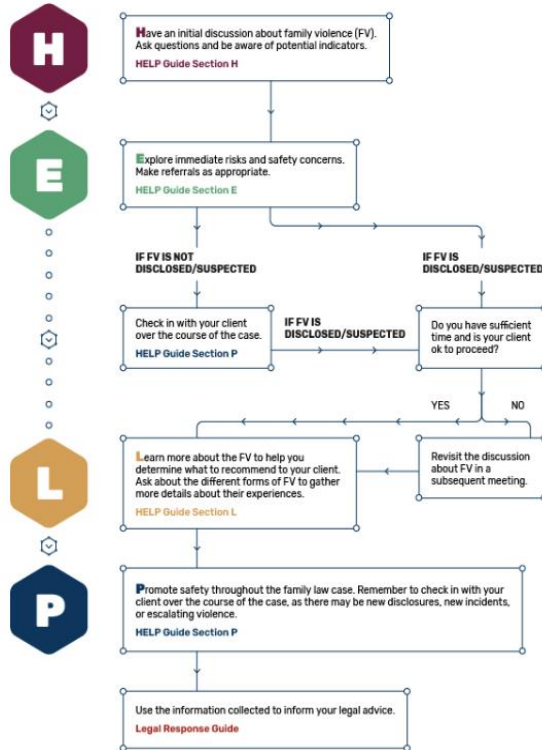 H
Have an initial discussion about family violence (FV).
Ask questions and be aware of potential indicators.
HELP Guide Section H
E
Explore immediate risks and safety concerns.
Make referrals as appropriate.
HELP Guide Section E
IF FV IS NOT
DISCLOSED/SUSPECTED
IF FV IS
DISCLOSED/SUSPECTED
Check in with your client
over the course of the case.
HELP Guide Section P
IF FV IS
DISCLOSED/SUSPECTED
Do you have sufficient
time and is your client
ok to proceed?
YES
NO
L
Learn more about the FV to help you
determine what to recommend to your client.
Ask about the different forms of FV to gather
more details about their experiences.
HELP Guide Section L
Revisit the discussion
about FV in a
subsequent meeting.
P
Promote safety throughout the family law case. Remember to check in with your
client over the course of the case, as there may be new disclosures, new incidents,
or escalating violence.
HELP Guide Section P
Use the information collected to inform your legal advice.
Legal Response Guide